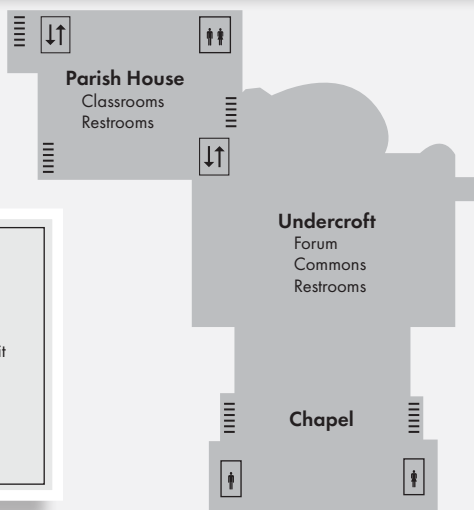 Parish House
Classrooms
Restrooms
Undercroft
Forum
Commons
Restrooms
Chapel